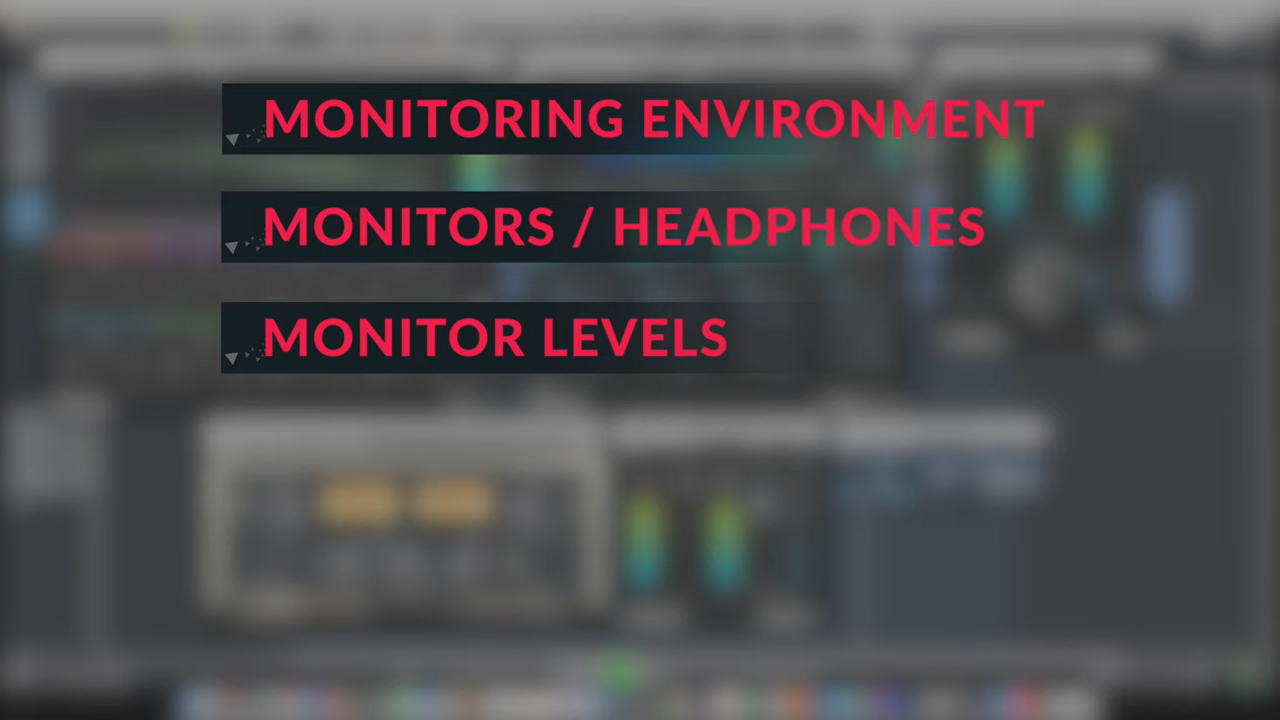 MONITORING ENVIRONMENT
MONITORS / HEADPHONES
MONITOR LEVELS